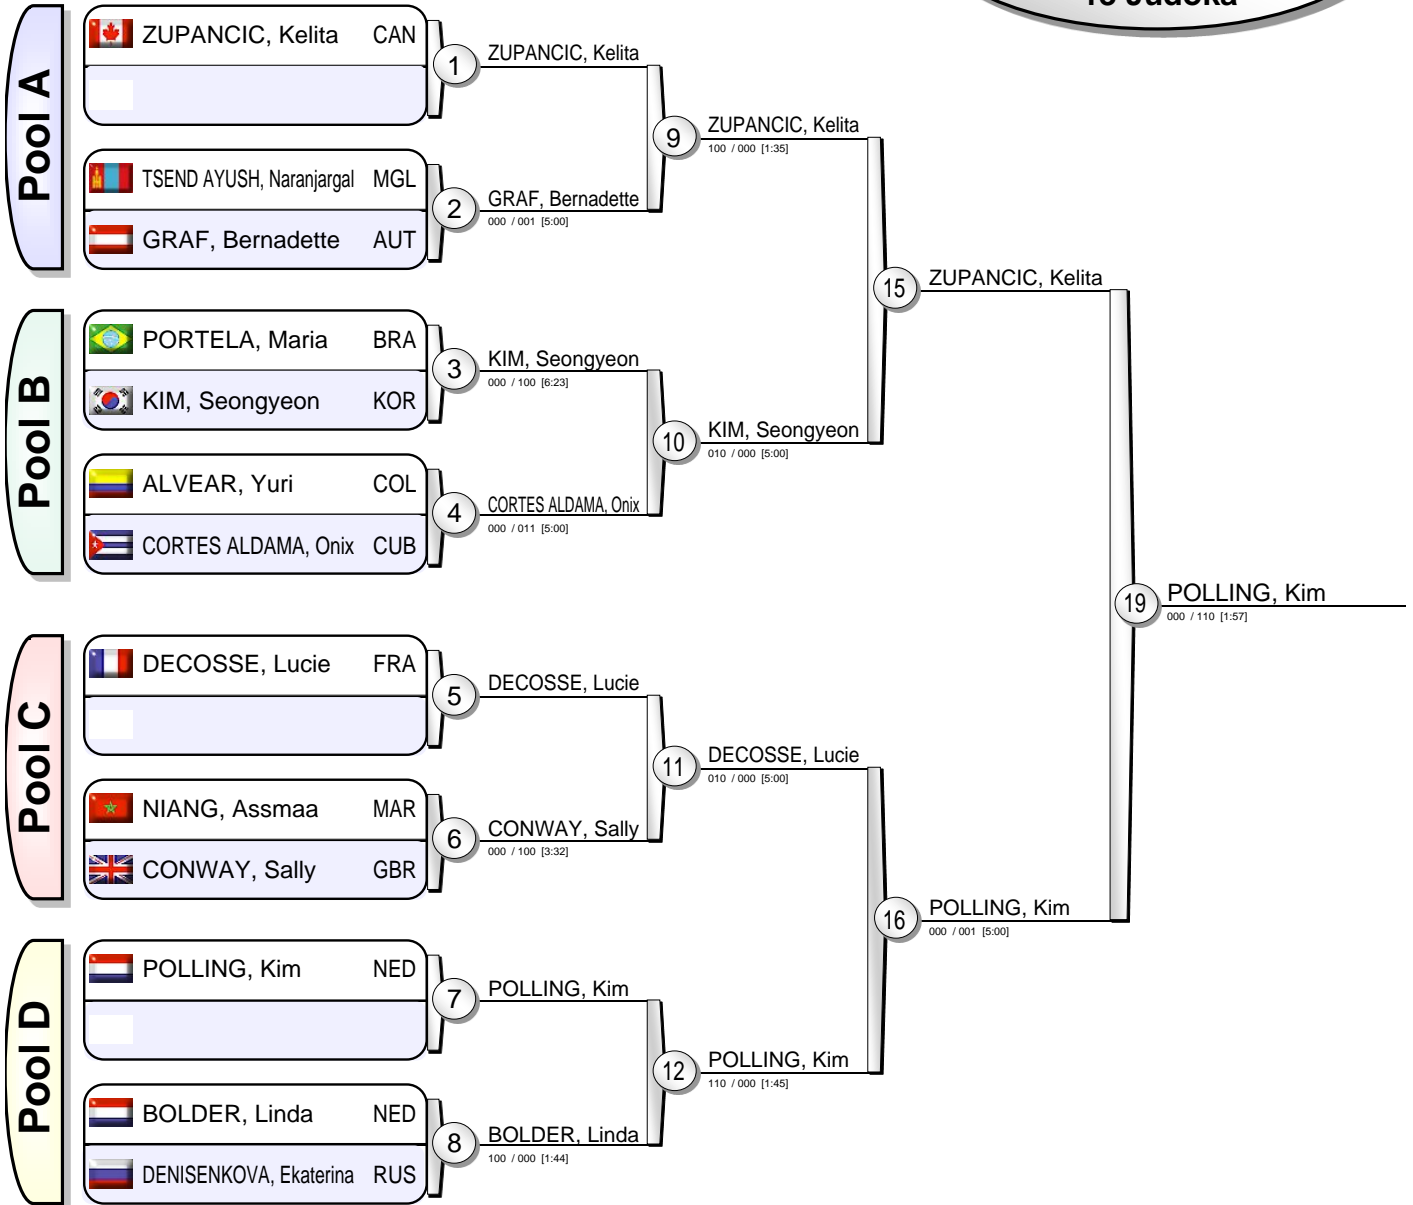 13 Judoka
Pool A
ZUPANCIC, Kelita CAN
TSEND AYUSH, Naranjargal MGL
GRAF, Bernadette AUT
1
ZUPANCIC, Kelita
2
GRAF, Bernadette
000 / 001 [5:00]
9
ZUPANCIC, Kelita
100 / 000 [1:35]
Pool B
PORTELA, Maria BRA
KIM, Seongyeon KOR
ALVEAR, Yuri COL
CORTES ALDAMA, Onix CUB
3
KIM, Seongyeon
000 / 100 [6:23]
4
CORTES ALDAMA, Onix
000 / 011 [5:00]
10
KIM, Seongyeon
010 / 000 [5:00]
15
ZUPANCIC, Kelita
Pool C
DECOSSE, Lucie FRA
NIANG, Assmaa MAR
CONWAY, Sally GBR
5
DECOSSE, Lucie
6
CONWAY, Sally
000 / 100 [3:32]
11
DECOSSE, Lucie
010 / 000 [5:00]
Pool D
POLLING, Kim NED
BOLDER, Linda NED
DENISENKOVA, Ekaterina RUS
7
POLLING, Kim
8
BOLDER, Linda
100 / 000 [1:44]
12
POLLING, Kim
110 / 000 [1:45]
16
POLLING, Kim
000 / 001 [5:00]
19
POLLING, Kim
000 / 110 [1:57]